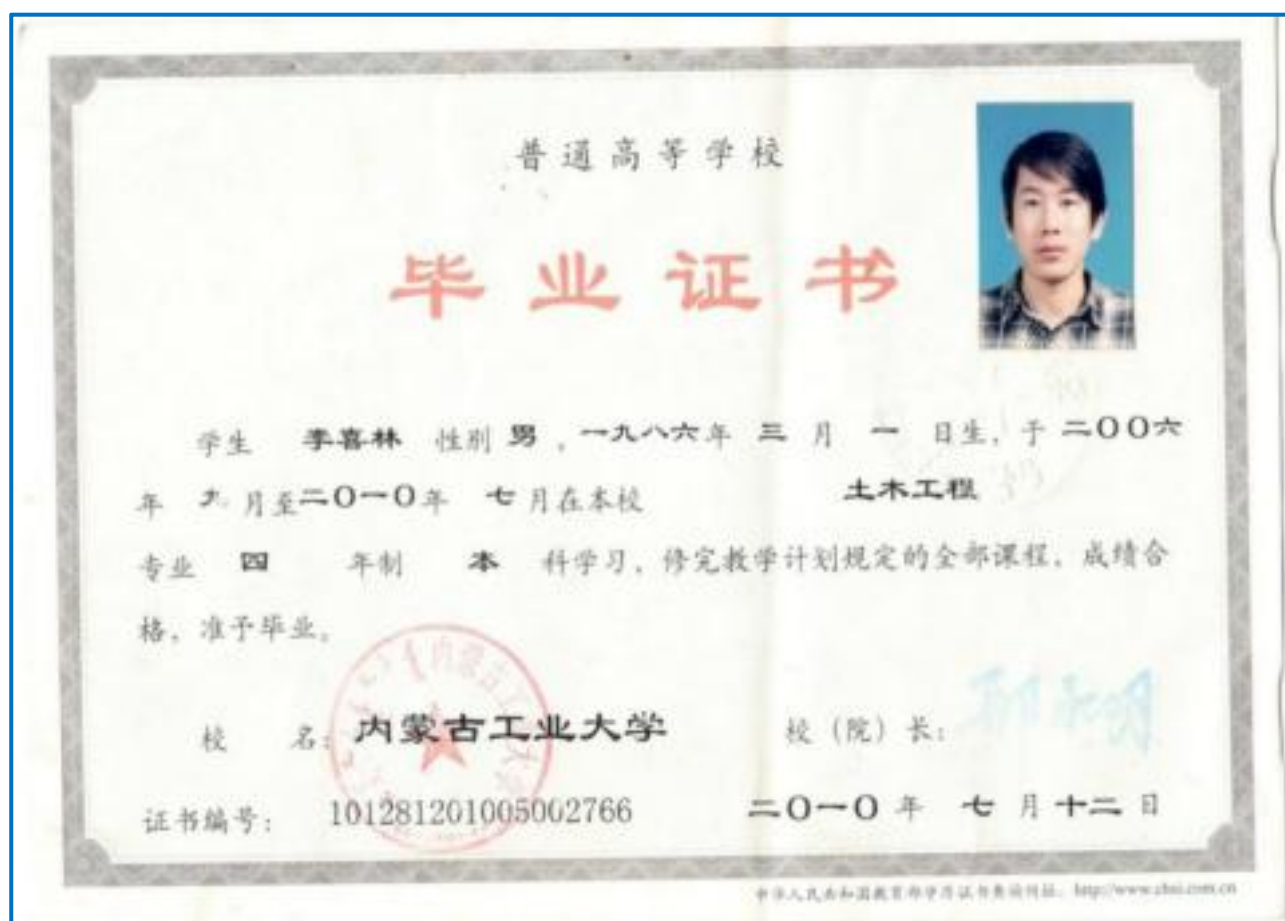 普通高等学校
毕业证书
学生 李喜林 性别 男，一九八六年 三 月 一 日生，于 二〇〇六
年 九 月至二〇一〇年 七 月在本校 土木工程
专业 四 年制 本 科学习，修完教学计划规定的全部课程，成绩合
格，准予毕业。
校 名：内蒙古工业大学 校（院）长：
证书编号：101281201005002766 二〇一〇 年 七 月 十二 日
中华人民共和国教育部学历证书查询网址：http://www.chsi.com.cn